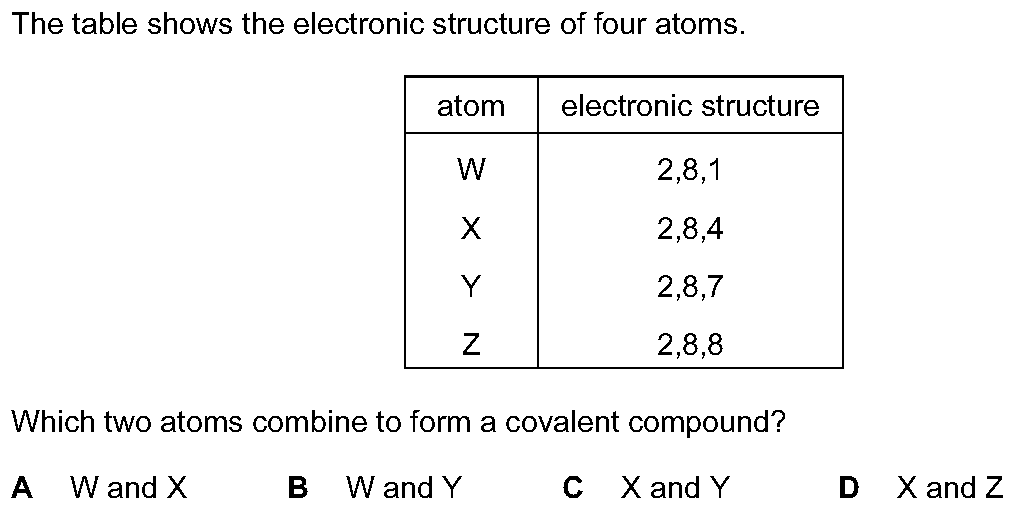 The table shows the electronic structure of four atoms.
atom electronic structure
W 2,8,1
X 2,8,4
Y 2,8,7
Z 2,8,8
Which two atoms combine to form a covalent compound?
A W and X B W and Y C X and Y D X and Z